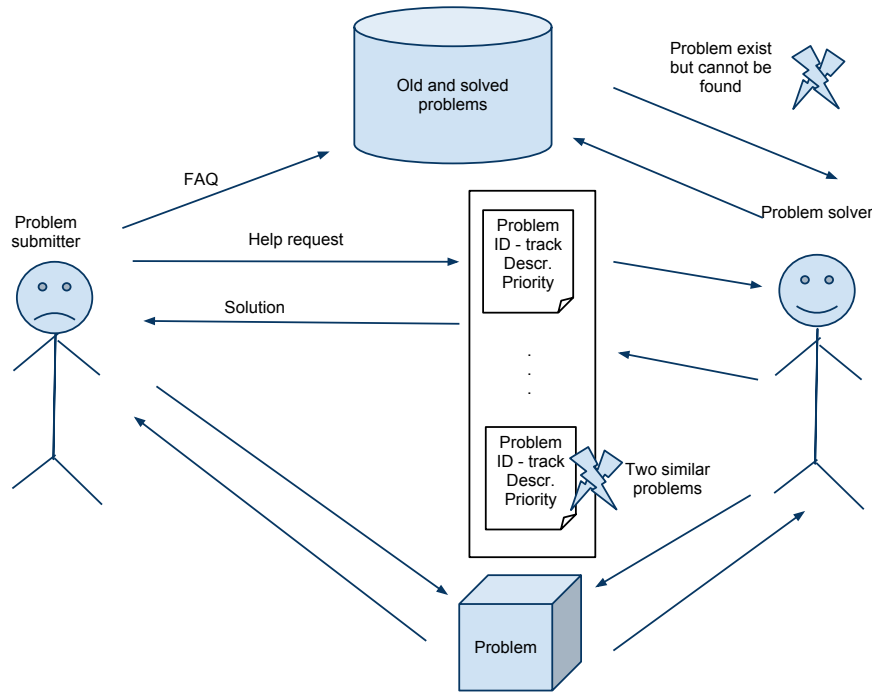 Old and solved
problems
Problem exist
but cannot be
found
FAQ
Problem
submitter
Help request
Solution
Problem
ID - track
Descr.
Priority
.
.
.
Problem
ID - track
Descr.
Priority
Two similar
problems
Problem solver
Problem